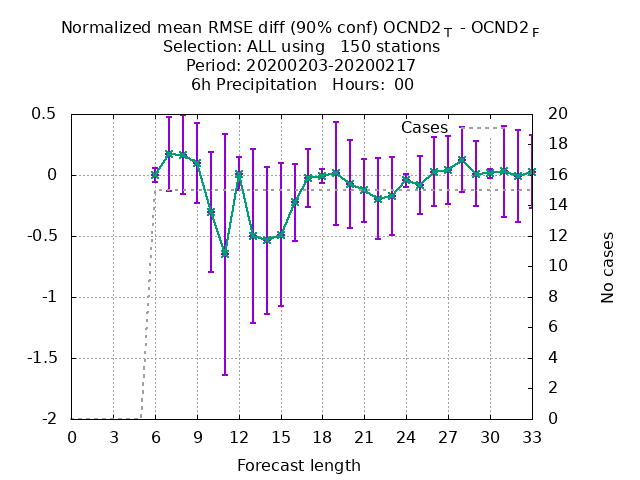 Normalized mean RMSE diff (90% conf) OCND2 T - OCND2 F
Selection: ALL using   150 stations
Period: 20200203-20200217
6h Precipitation   Hours:  00
Cases
0.5
0
-0.5
-1
-1.5
-2
20
18
16
14
12
10
8
6
4
2
0
No cases
0 3 6 9 12 15 18 21 24 27 30 33
Forecast length